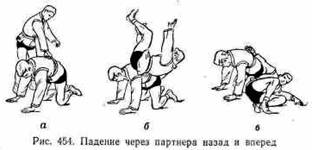 а б в
Рис. 454. Падение через партнера назад и вперед